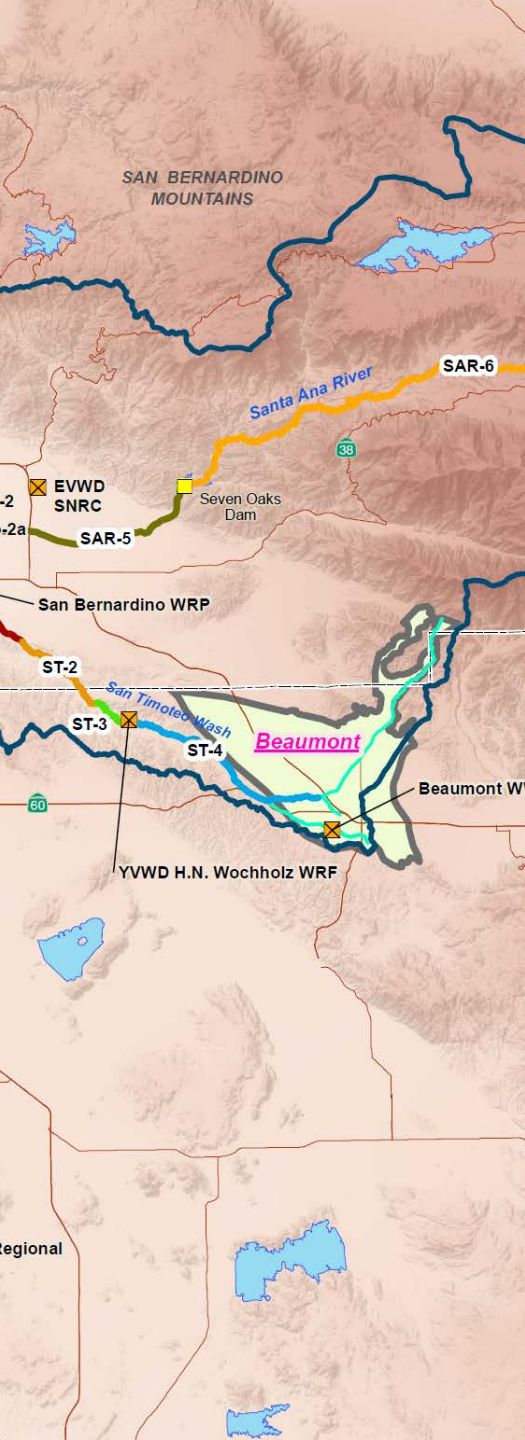 SAN BERNARDINO
MOUNTAINS
SAR-6
Santa Ana River
38
EVWD
SNRC
Seven Oaks
Dam
-2
-2a
SAR-5
San Bernardino WRP
ST-2
San Timoteo Wash
ST-3
ST-4
Beaumont
Beaumont
60
YVWD H.N. Wochholz WRF
Regional